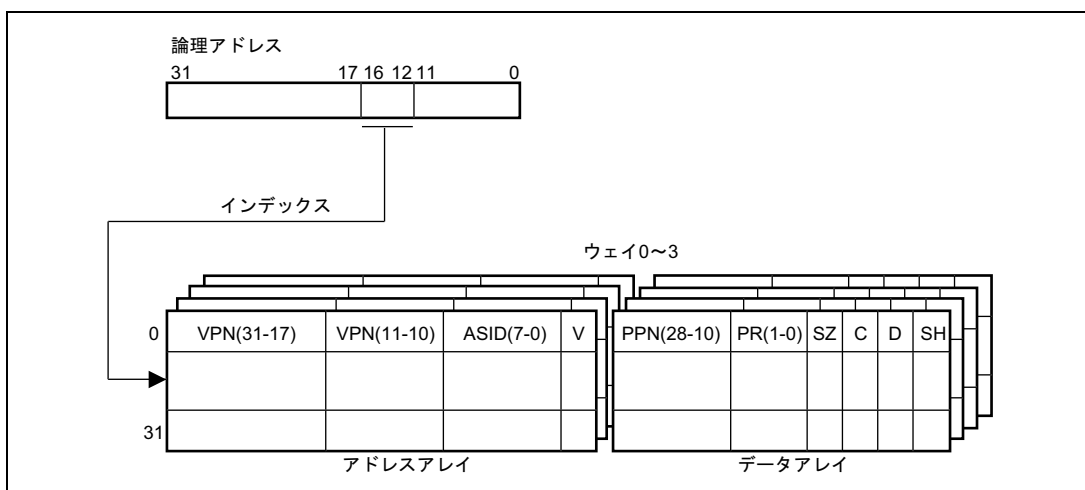 論理アドレス
31 17 16 12 11 0
インデックス
ウェイ0～3
0 VPN(31-17) VPN(11-10) ASID(7-0) V PPN(28-10) PR(1-0) SZ C D SH
31
アドレスアレイ データアレイ